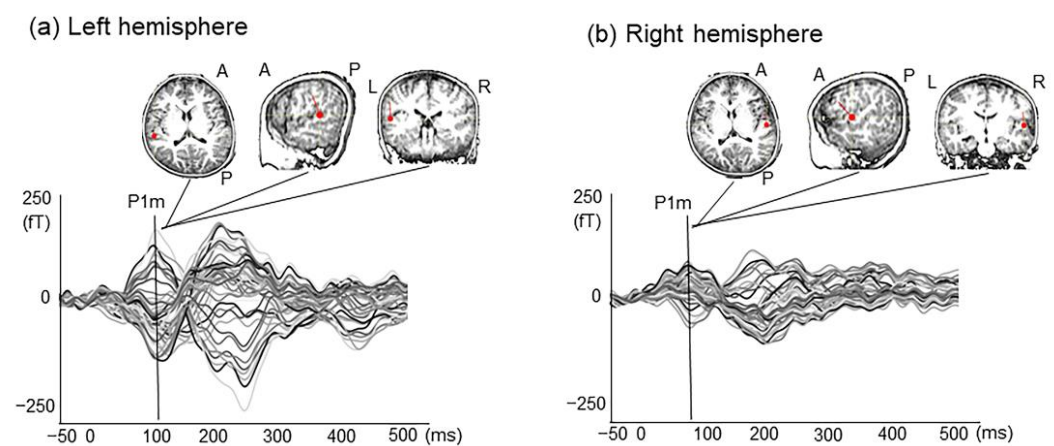 (a) Left hemisphere
A
A
P
L
R
P
250
(fT)
P1m
0
−250
−50 0 100 200 300 400 500 (ms)
(b) Right hemisphere
A
A
P
L
R
P
250
(fT)
P1m
0
−250
−50 0 100 200 300 400 500 (ms)